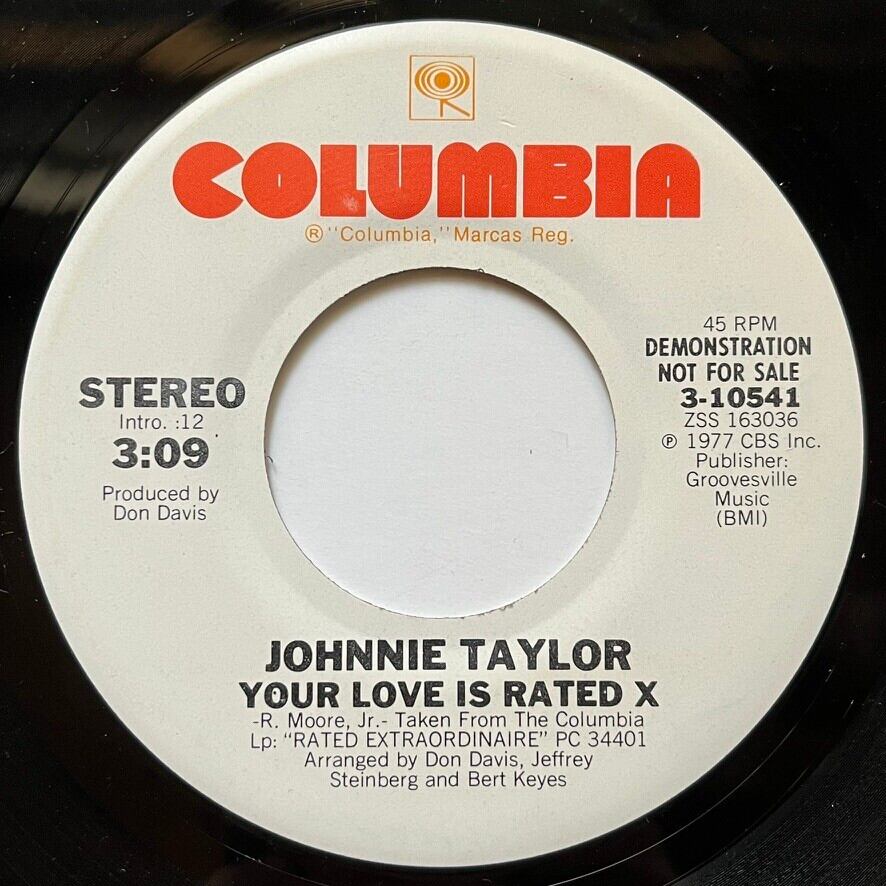 COLUMBIA
® "Columbia," Marcas Reg.
STEREO
Intro. :12
3:09
Produced by
Don Davis
45 RPM
DEMONSTRATION
NOT FOR SALE
3-10541
ZSS 163036
℗ 1977 CBS Inc.
Publisher:
Groovesville
Music
(BMI)
JOHNNIE TAYLOR
YOUR LOVE IS RATED X
-R. Moore, Jr.- Taken From The Columbia
Lp: "RATED EXTRAORDINAIRE" PC 34401
Arranged by Don Davis, Jeffrey
Steinberg and Bert Keyes